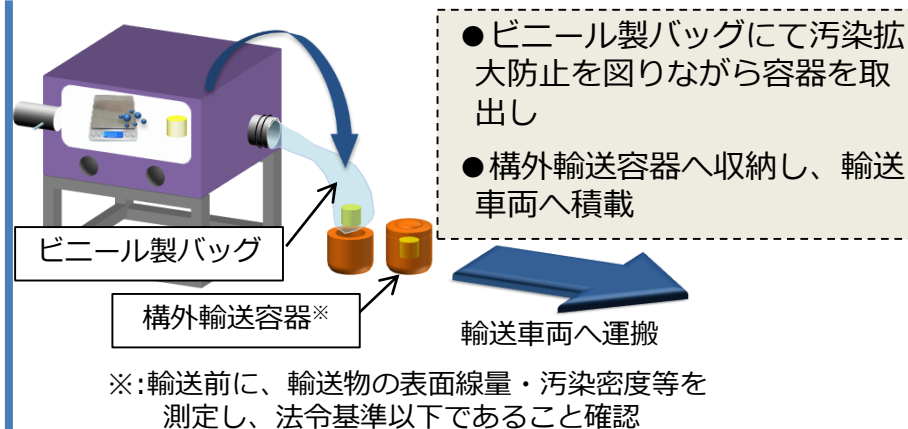 ●ビニール製バッグにて汚染拡
大防止を図りながら容器を取
出し
●構外輸送容器へ収納し、輸送
車両へ積載
ビニール製バッグ
構外輸送容器※
輸送車両へ運搬
※:輸送前に、輸送物の表面線量・汚染密度等を
測定し、法令基準以下であること確認